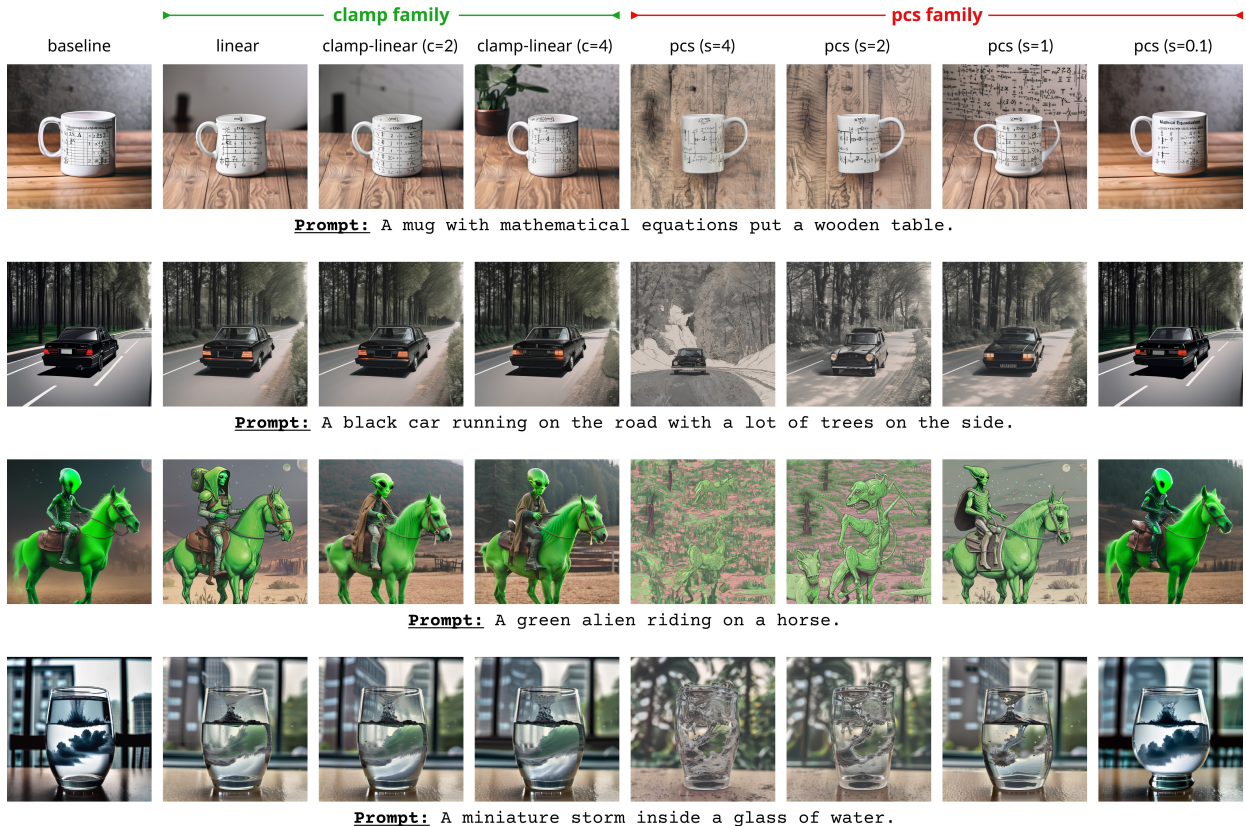 clamp family
pcs family
baseline
linear
clamp-linear (c=2)
clamp-linear (c=4)
pcs (s=4)
pcs (s=2)
pcs (s=1)
pcs (s=0.1)
Prompt: A mug with mathematical equations put a wooden table.
Prompt: A black car running on the road with a lot of trees on the side.
Prompt: A green alien riding on a horse.
Prompt: A miniature storm inside a glass of water.